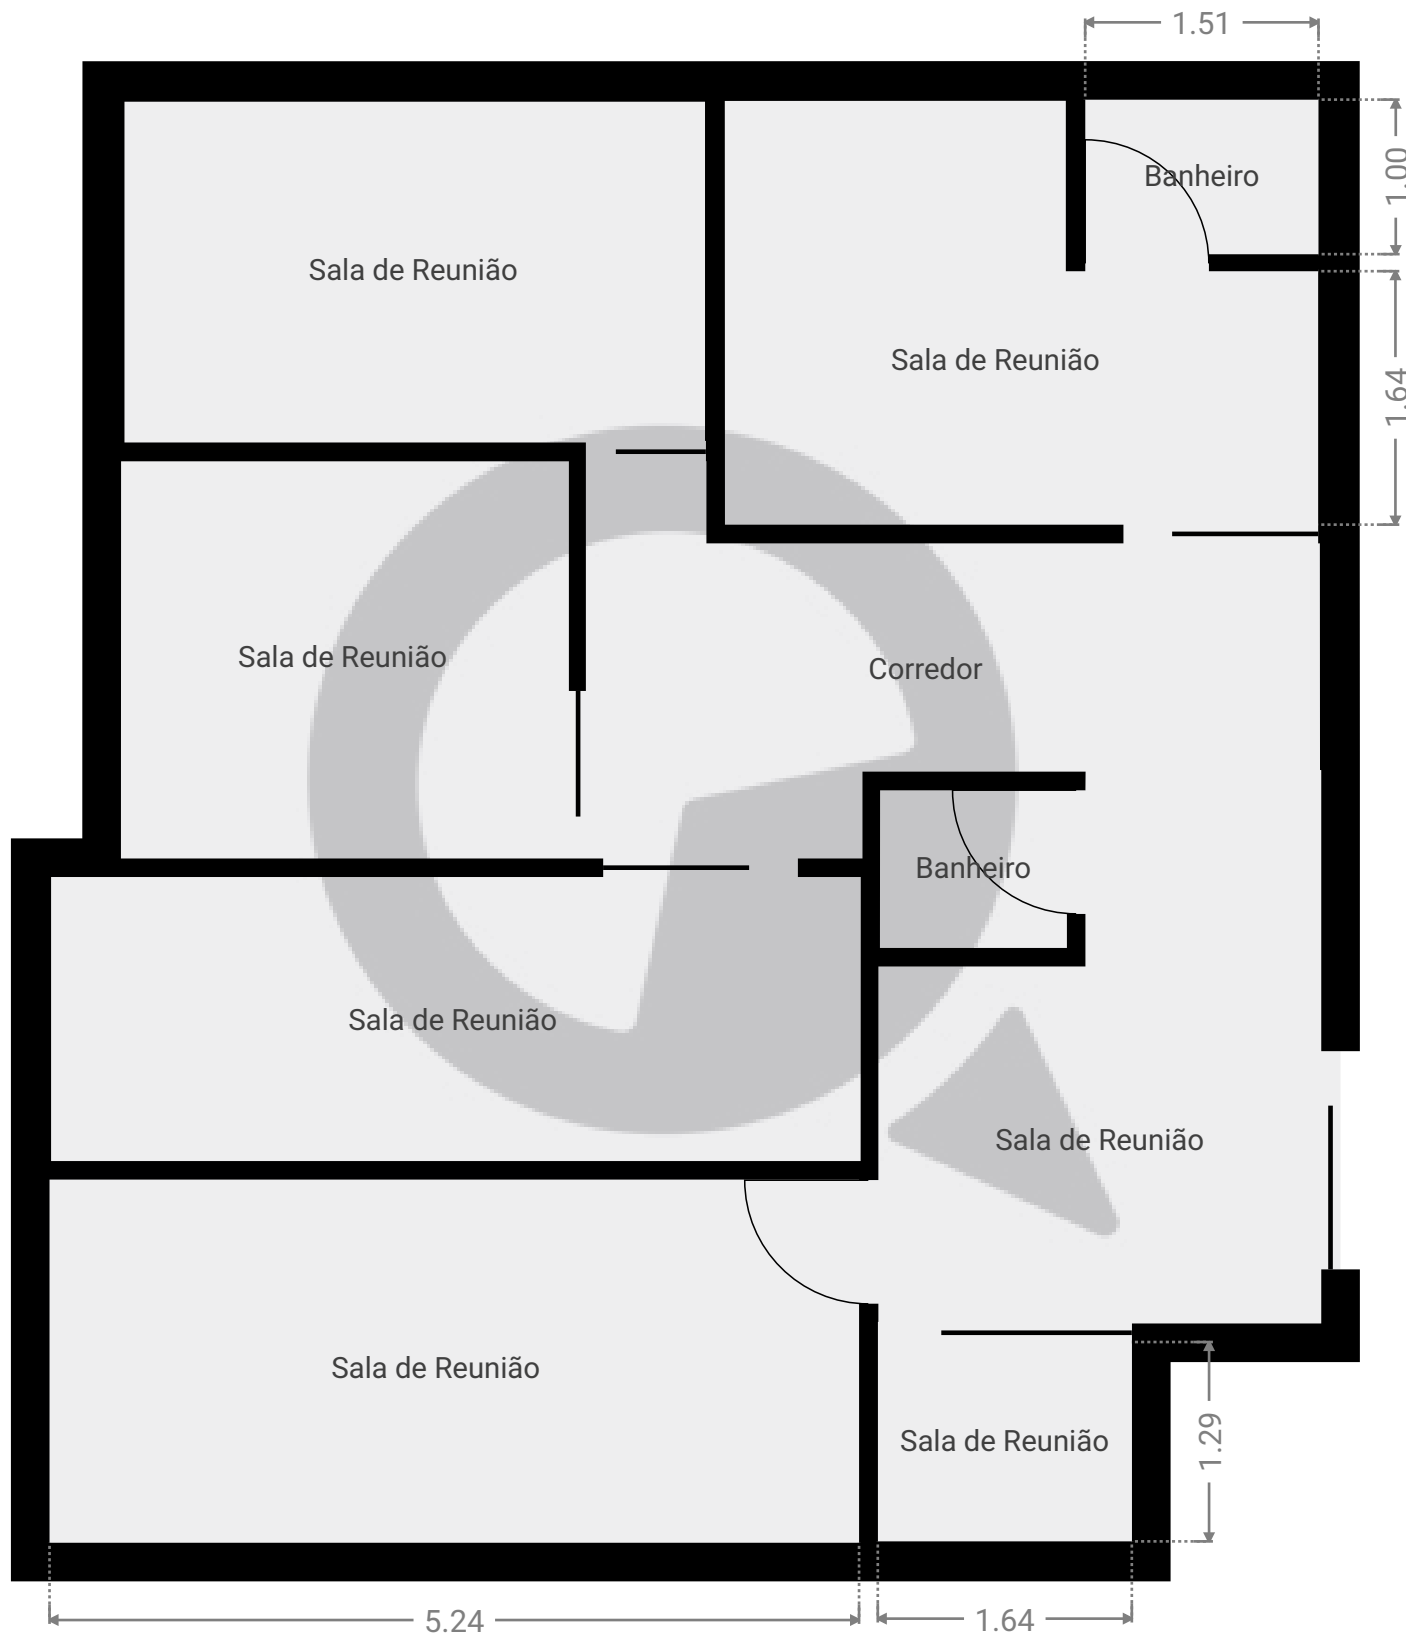 1.51
Banheiro
1.00
Sala de Reunião
Sala de Reunião
1.64
Sala de Reunião
Corredor
Banheiro
Sala de Reunião
Sala de Reunião
Sala de Reunião
Sala de Reunião
1.29
5.24
1.64